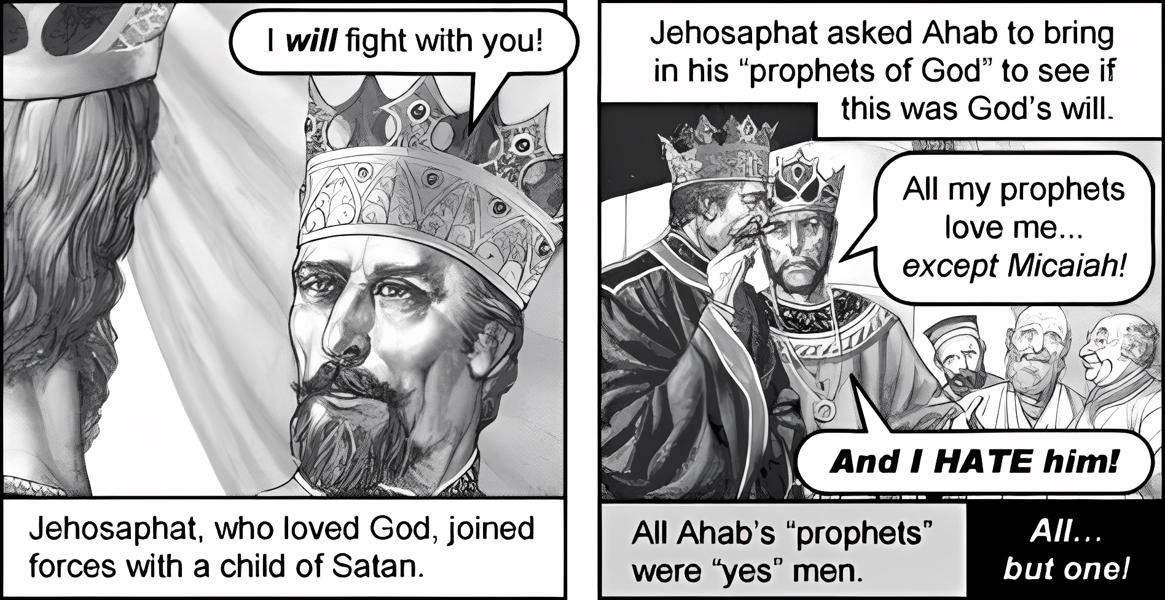 I will fight with you!
Jehosaphat, who loved God, joined
forces with a child of Satan.
Jehosaphat asked Ahab to bring
in his “prophets of God” to see if
this was God’s will.
All my prophets
love me...
except Micaiah!
And I HATE him!
All Ahab’s “prophets”
were “yes” men.
All...
but one!